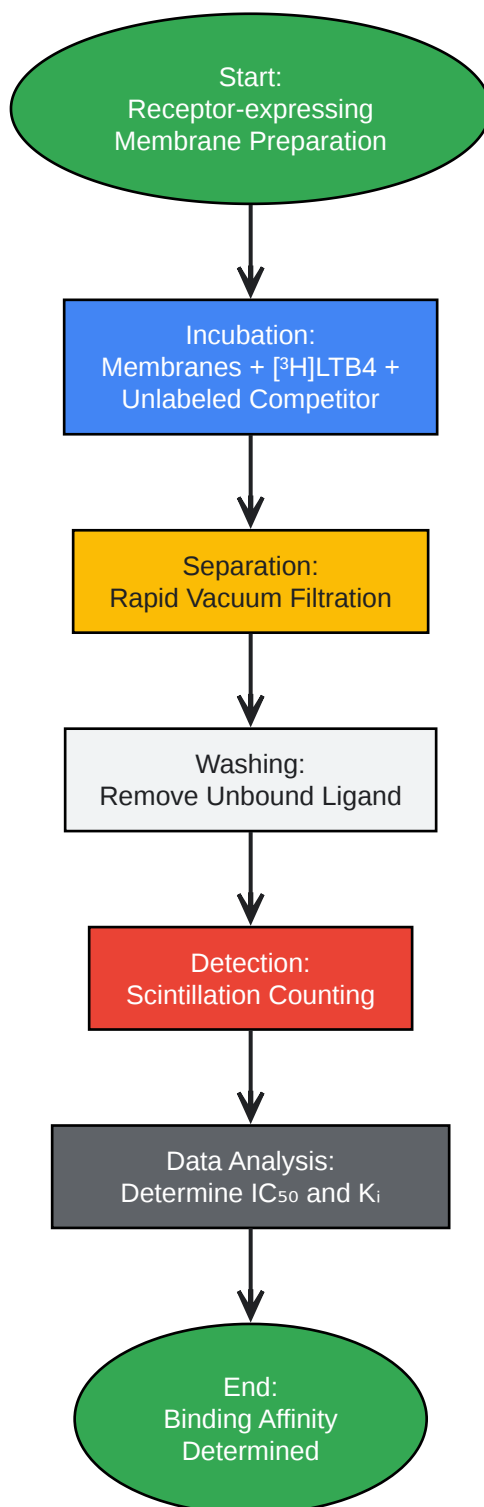 Start:
Receptor-expressing
Membrane Preparation
Incubation:
Membranes + [³H]LTB4 +
Unlabeled Competitor
Separation:
Rapid Vacuum Filtration
Washing:
Remove Unbound Ligand
Detection:
Scintillation Counting
Data Analysis:
Determine IC₅₀ and Kᵢ
End:
Binding Affinity
Determined